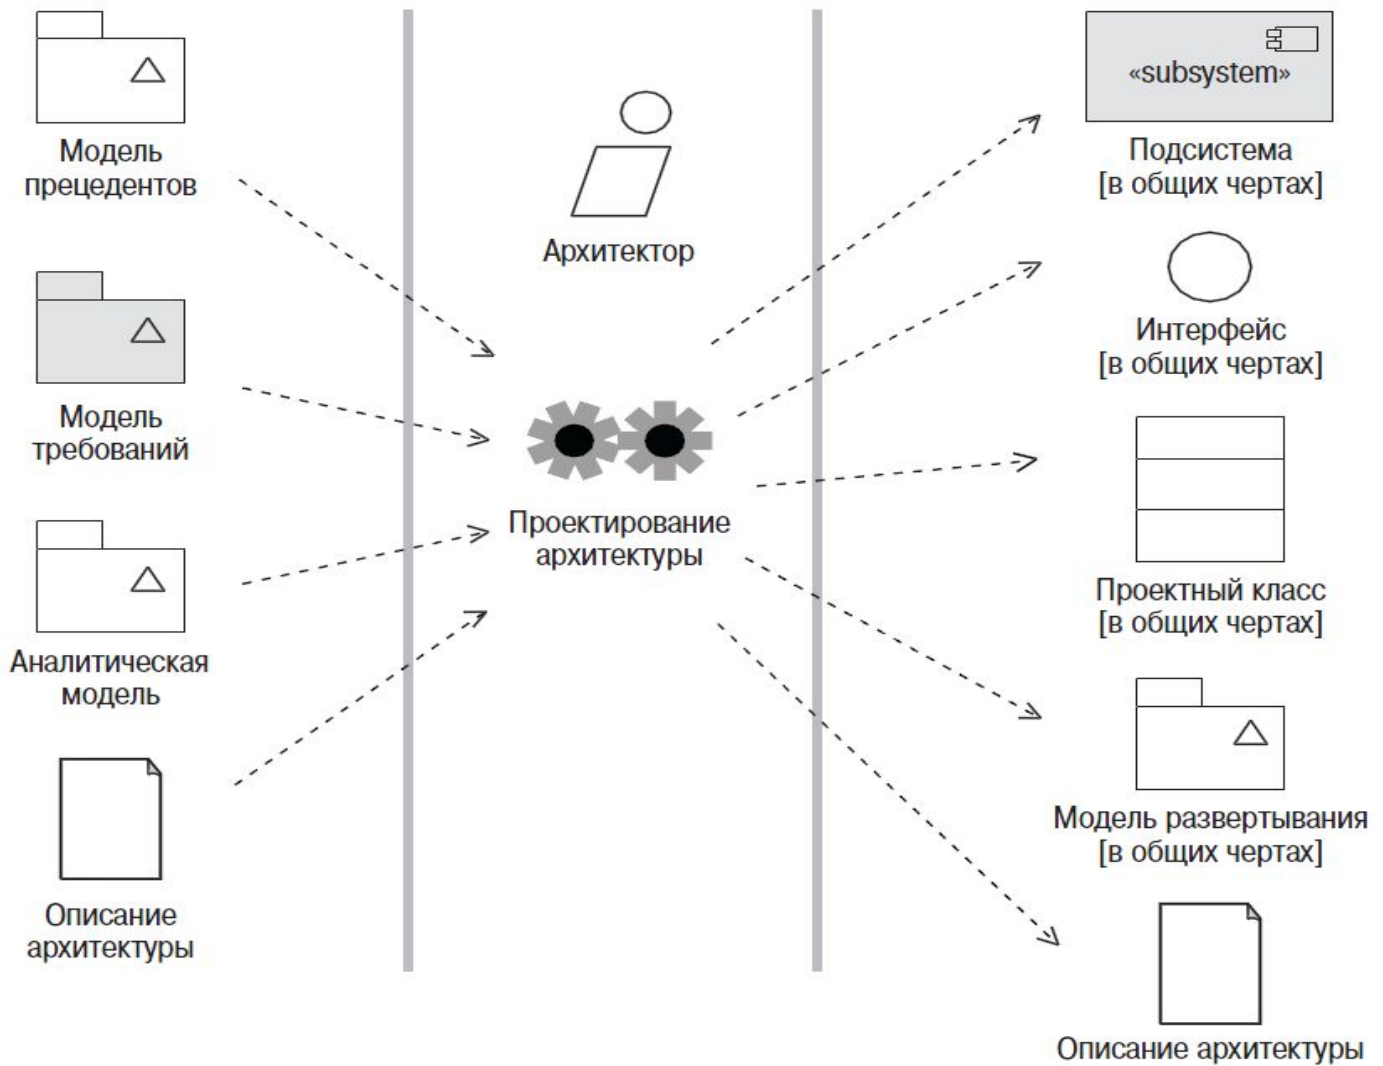 Модель
прецедентов
Модель
требований
Аналитическая
модель
Описание
архитектуры
Архитектор
Проектирование
архитектуры
«subsystem»
Подсистема
[в общих чертах]
Интерфейс
[в общих чертах]
Проектный класс
[в общих чертах]
Модель развертывания
[в общих чертах]
Описание архитектуры